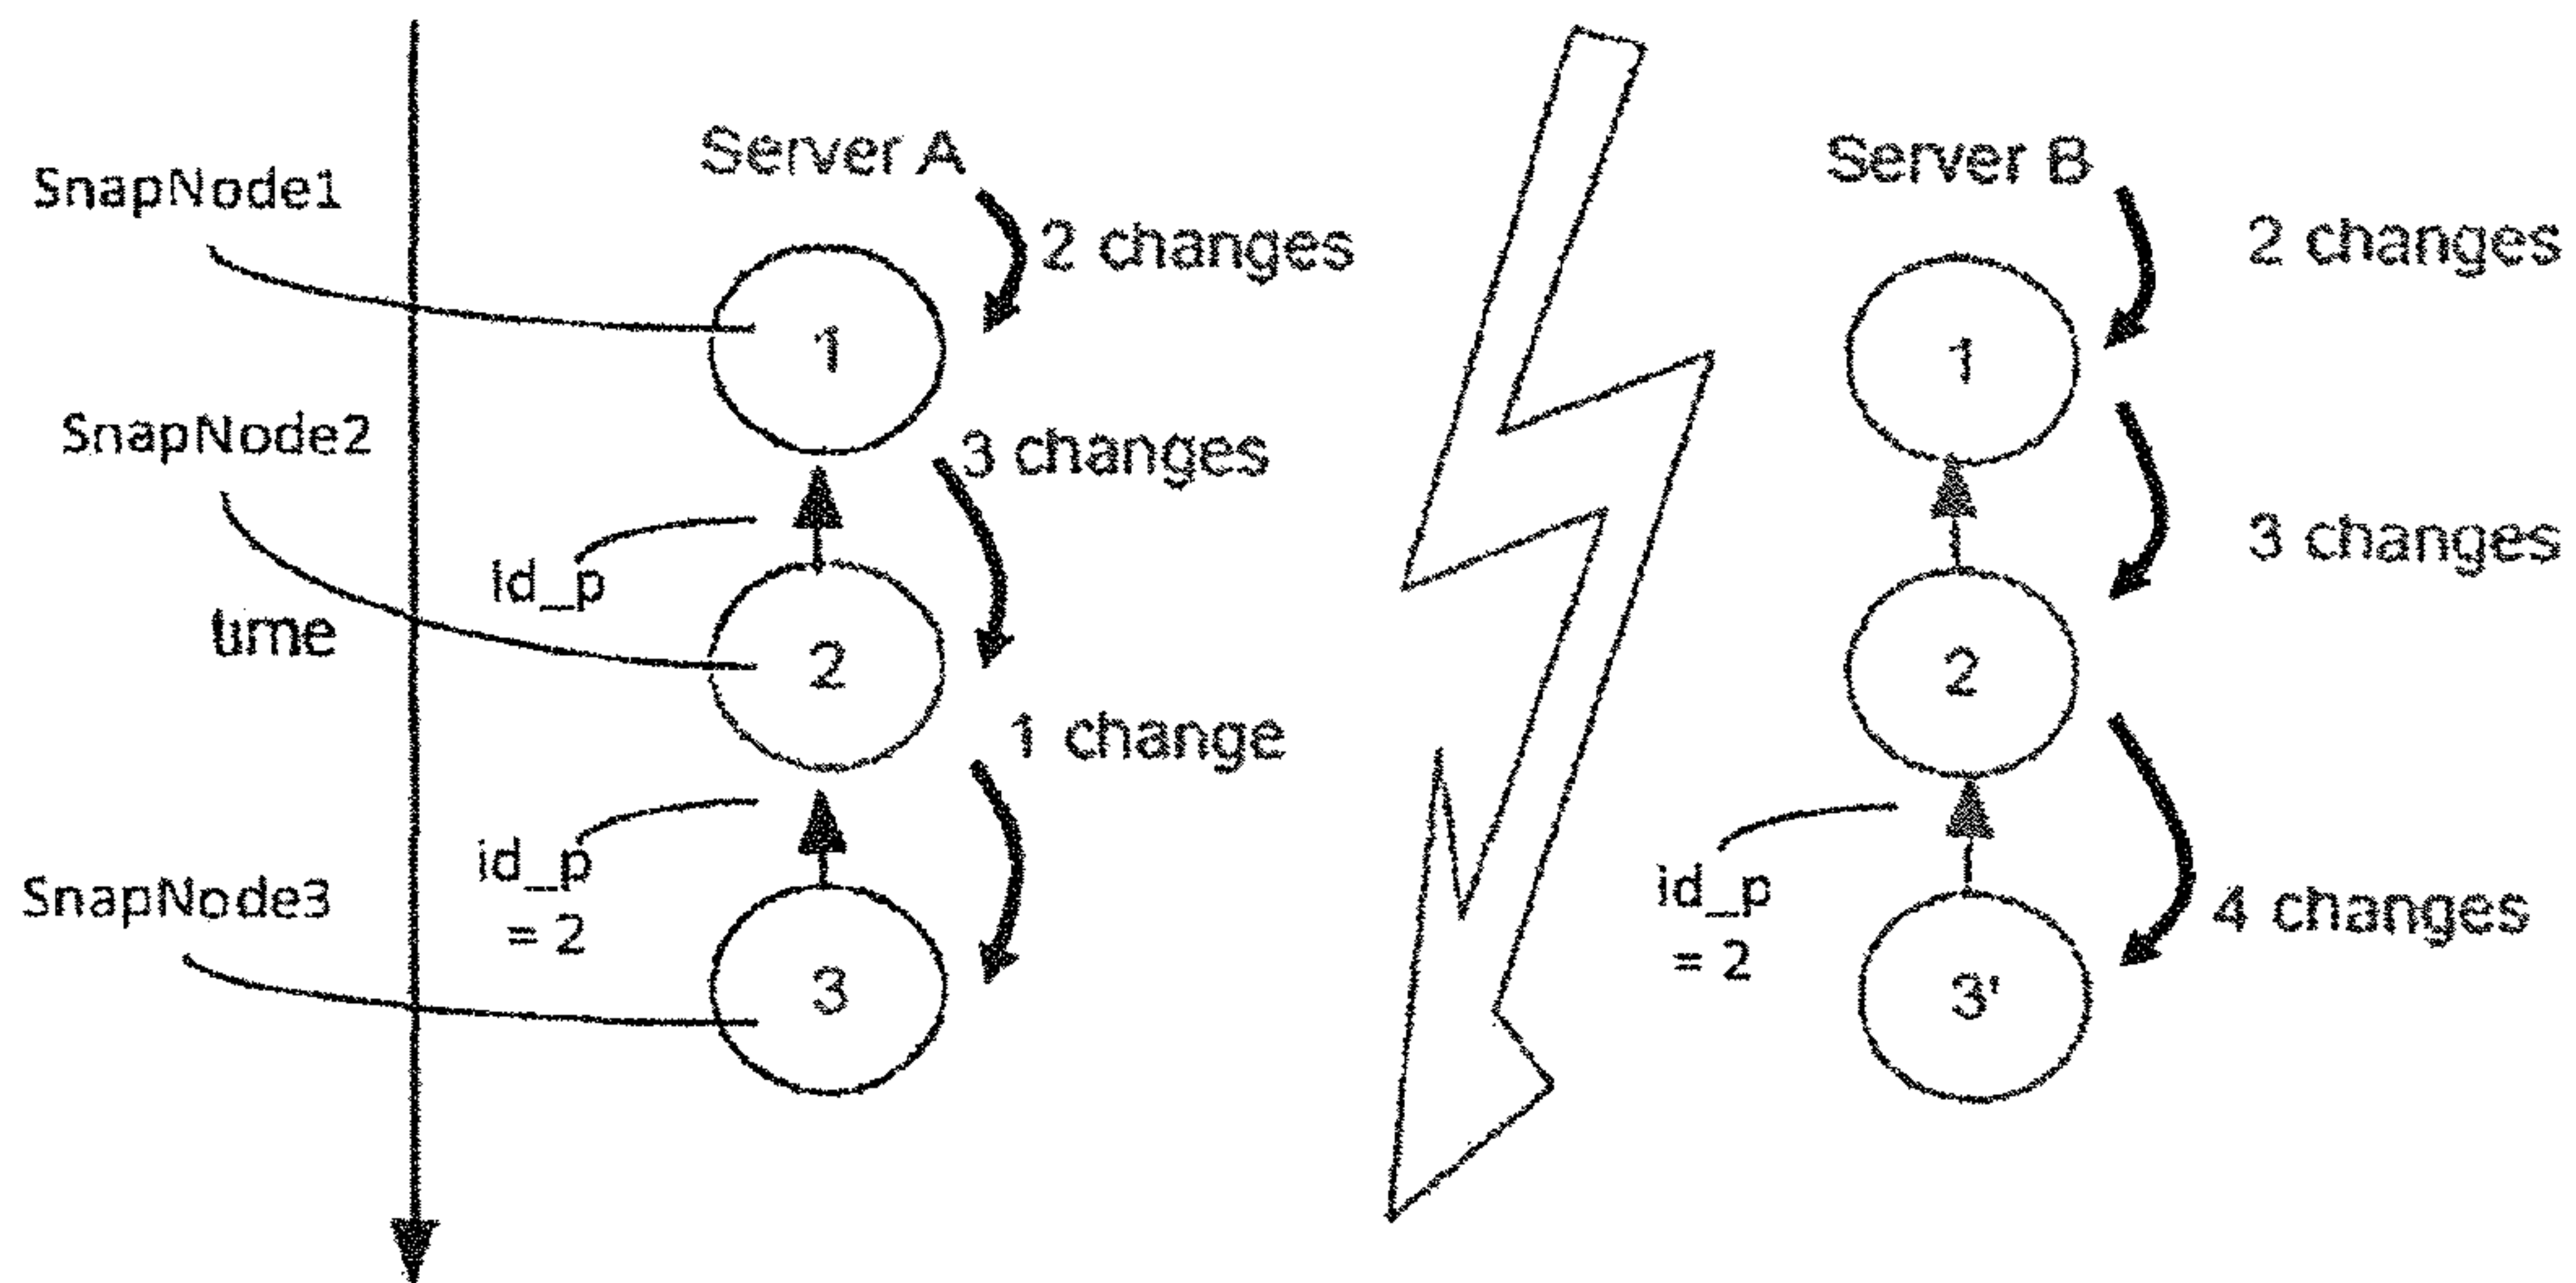 Server A
Server B
SnapNode1
2 changes
2 changes
1
1
SnapNode2
3 changes
3 changes
id_p
time
2
2
1 change
id_p
= 2
id_p
= 2
SnapNode3
4 changes
3
3'